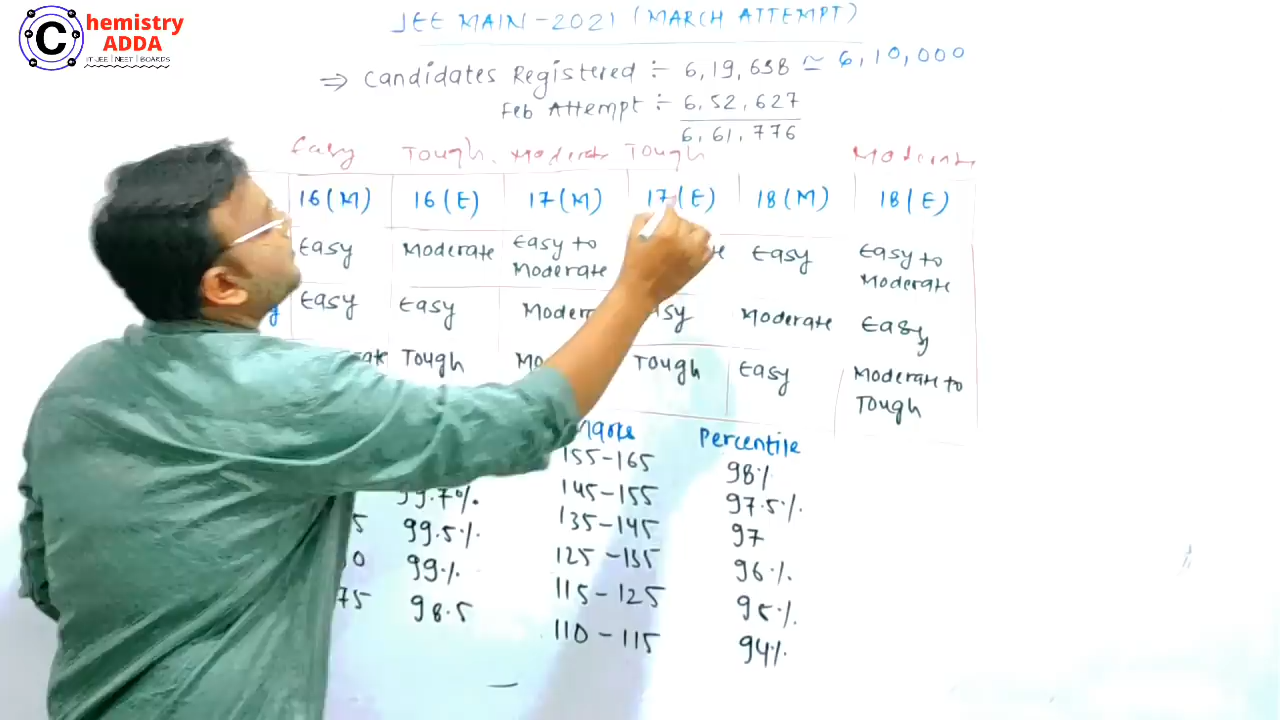 C
hemistry
ADDA
IT JEE | NEET | BOARDS
JEE MAIN-2021 (MARCH ATTEMPT)
⇒ Candidates Registered :- 6,19,638 ≃ 6,10,000
Feb Attempt :- 6,52,627
6,61,776
Easy Tough. Moderate Tough Moderate
16(M) 16(E) 17(M) 17(E) 18(M) 18(E)
Easy Moderate Easy to Moderate Easy Easy to Moderate
Easy Easy Moderate Easy
Tough Tough Easy Moderate to Tough
Marks Percentile
155-165 98%
99.7% 145-155 97.5%
99.5% 135-145 97
99% 125-135 96%
98.5 115-125 95%
110-115 94%